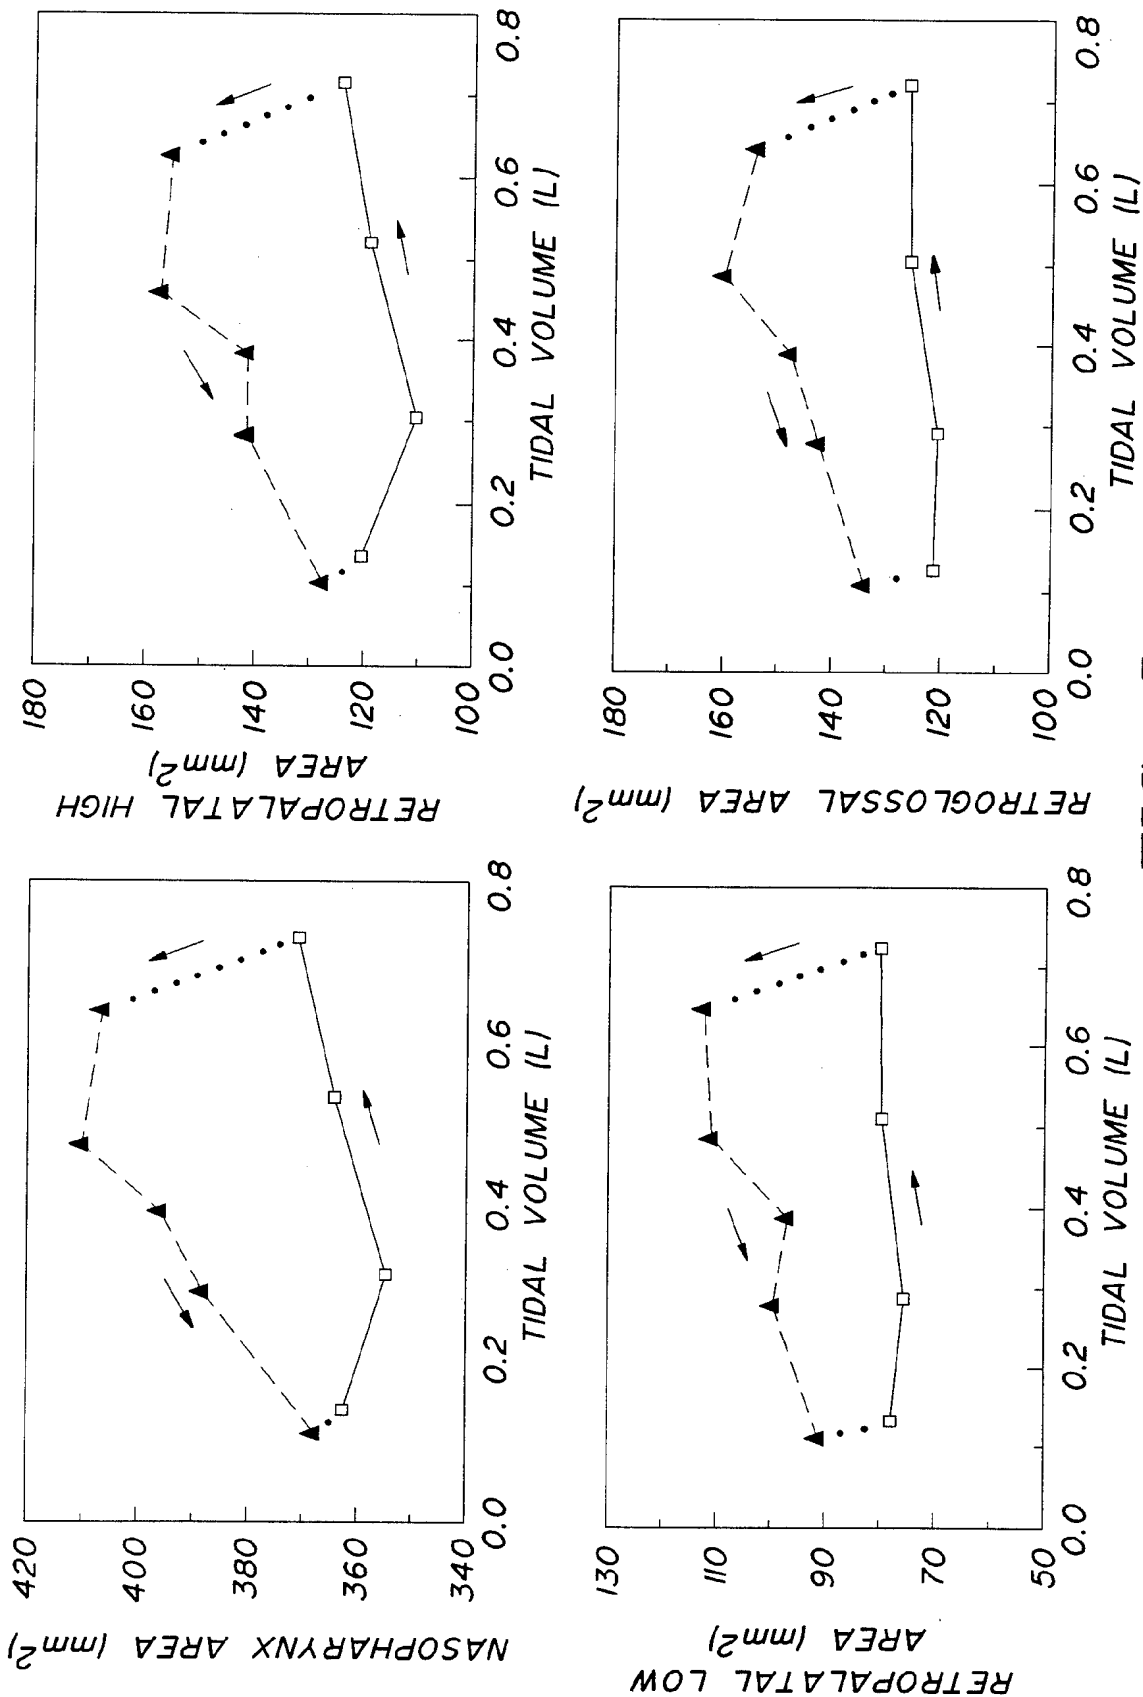 NASOPHARYNX AREA (mm²)
420
400
380
360
340
0.0 0.2 0.4 0.6 0.8
TIDAL VOLUME (L)
RETROPALATAL HIGH
AREA (mm²)
180
160
140
120
100
0.0 0.2 0.4 0.6 0.8
TIDAL VOLUME (L)
RETROPALATAL LOW
AREA (mm²)
130
110
90
70
50
0.0 0.2 0.4 0.6 0.8
TIDAL VOLUME (L)
RETROGLOSSAL AREA (mm²)
180
160
140
120
100
0.0 0.2 0.4 0.6 0.8
TIDAL VOLUME (L)